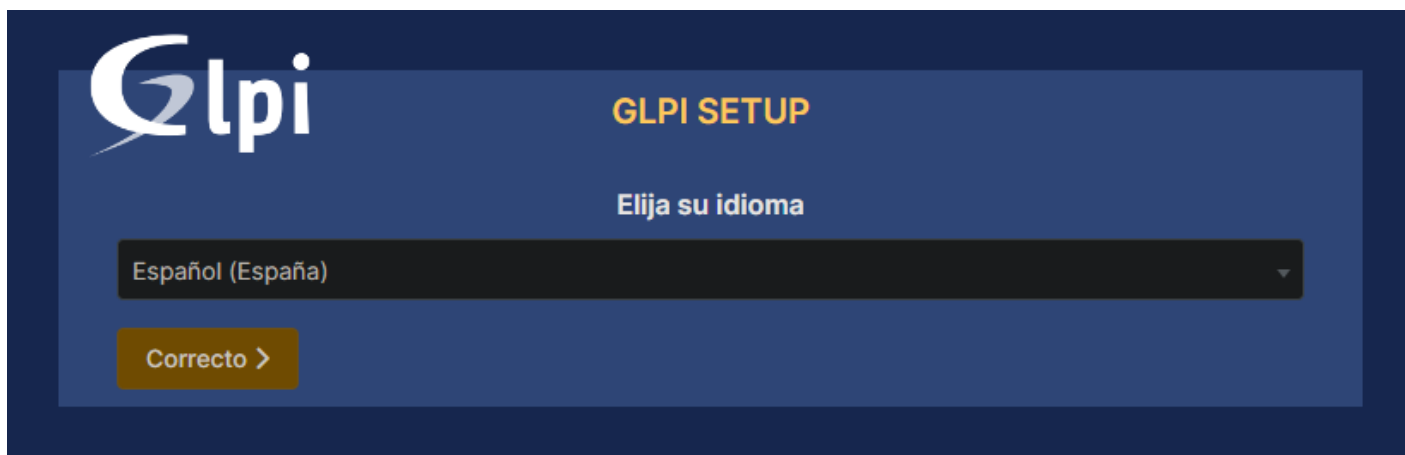 Glpi
GLPI SETUP
Elija su idioma
Español (España)
Correcto